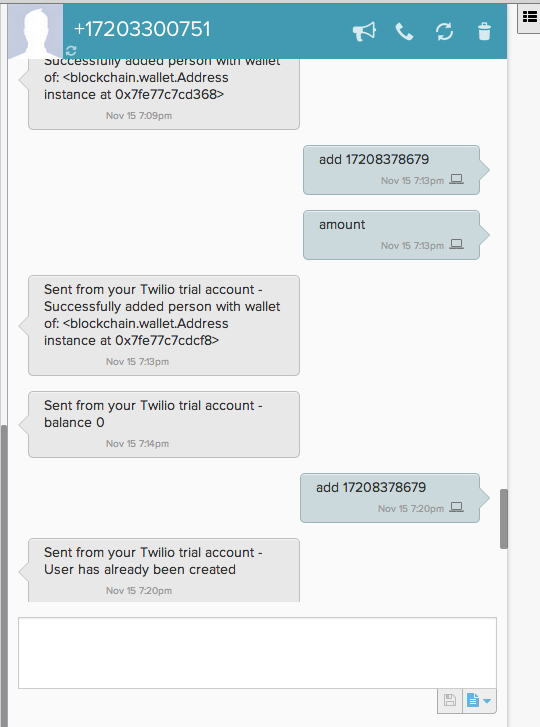 +17203300751
Successfully added person with wallet
of: <blockchain.wallet.Address
instance at 0x7fe77c7cd368>
Nov 15 7:09pm
add 17208378679
Nov 15 7:13pm
amount
Nov 15 7:13pm
Sent from your Twilio trial account -
Successfully added person with wallet
of: <blockchain.wallet.Address
instance at 0x7fe77c7cdcf8>
Nov 15 7:13pm
Sent from your Twilio trial account -
balance 0
Nov 15 7:14pm
add 17208378679
Nov 15 7:20pm
Sent from your Twilio trial account -
User has already been created
Nov 15 7:20pm